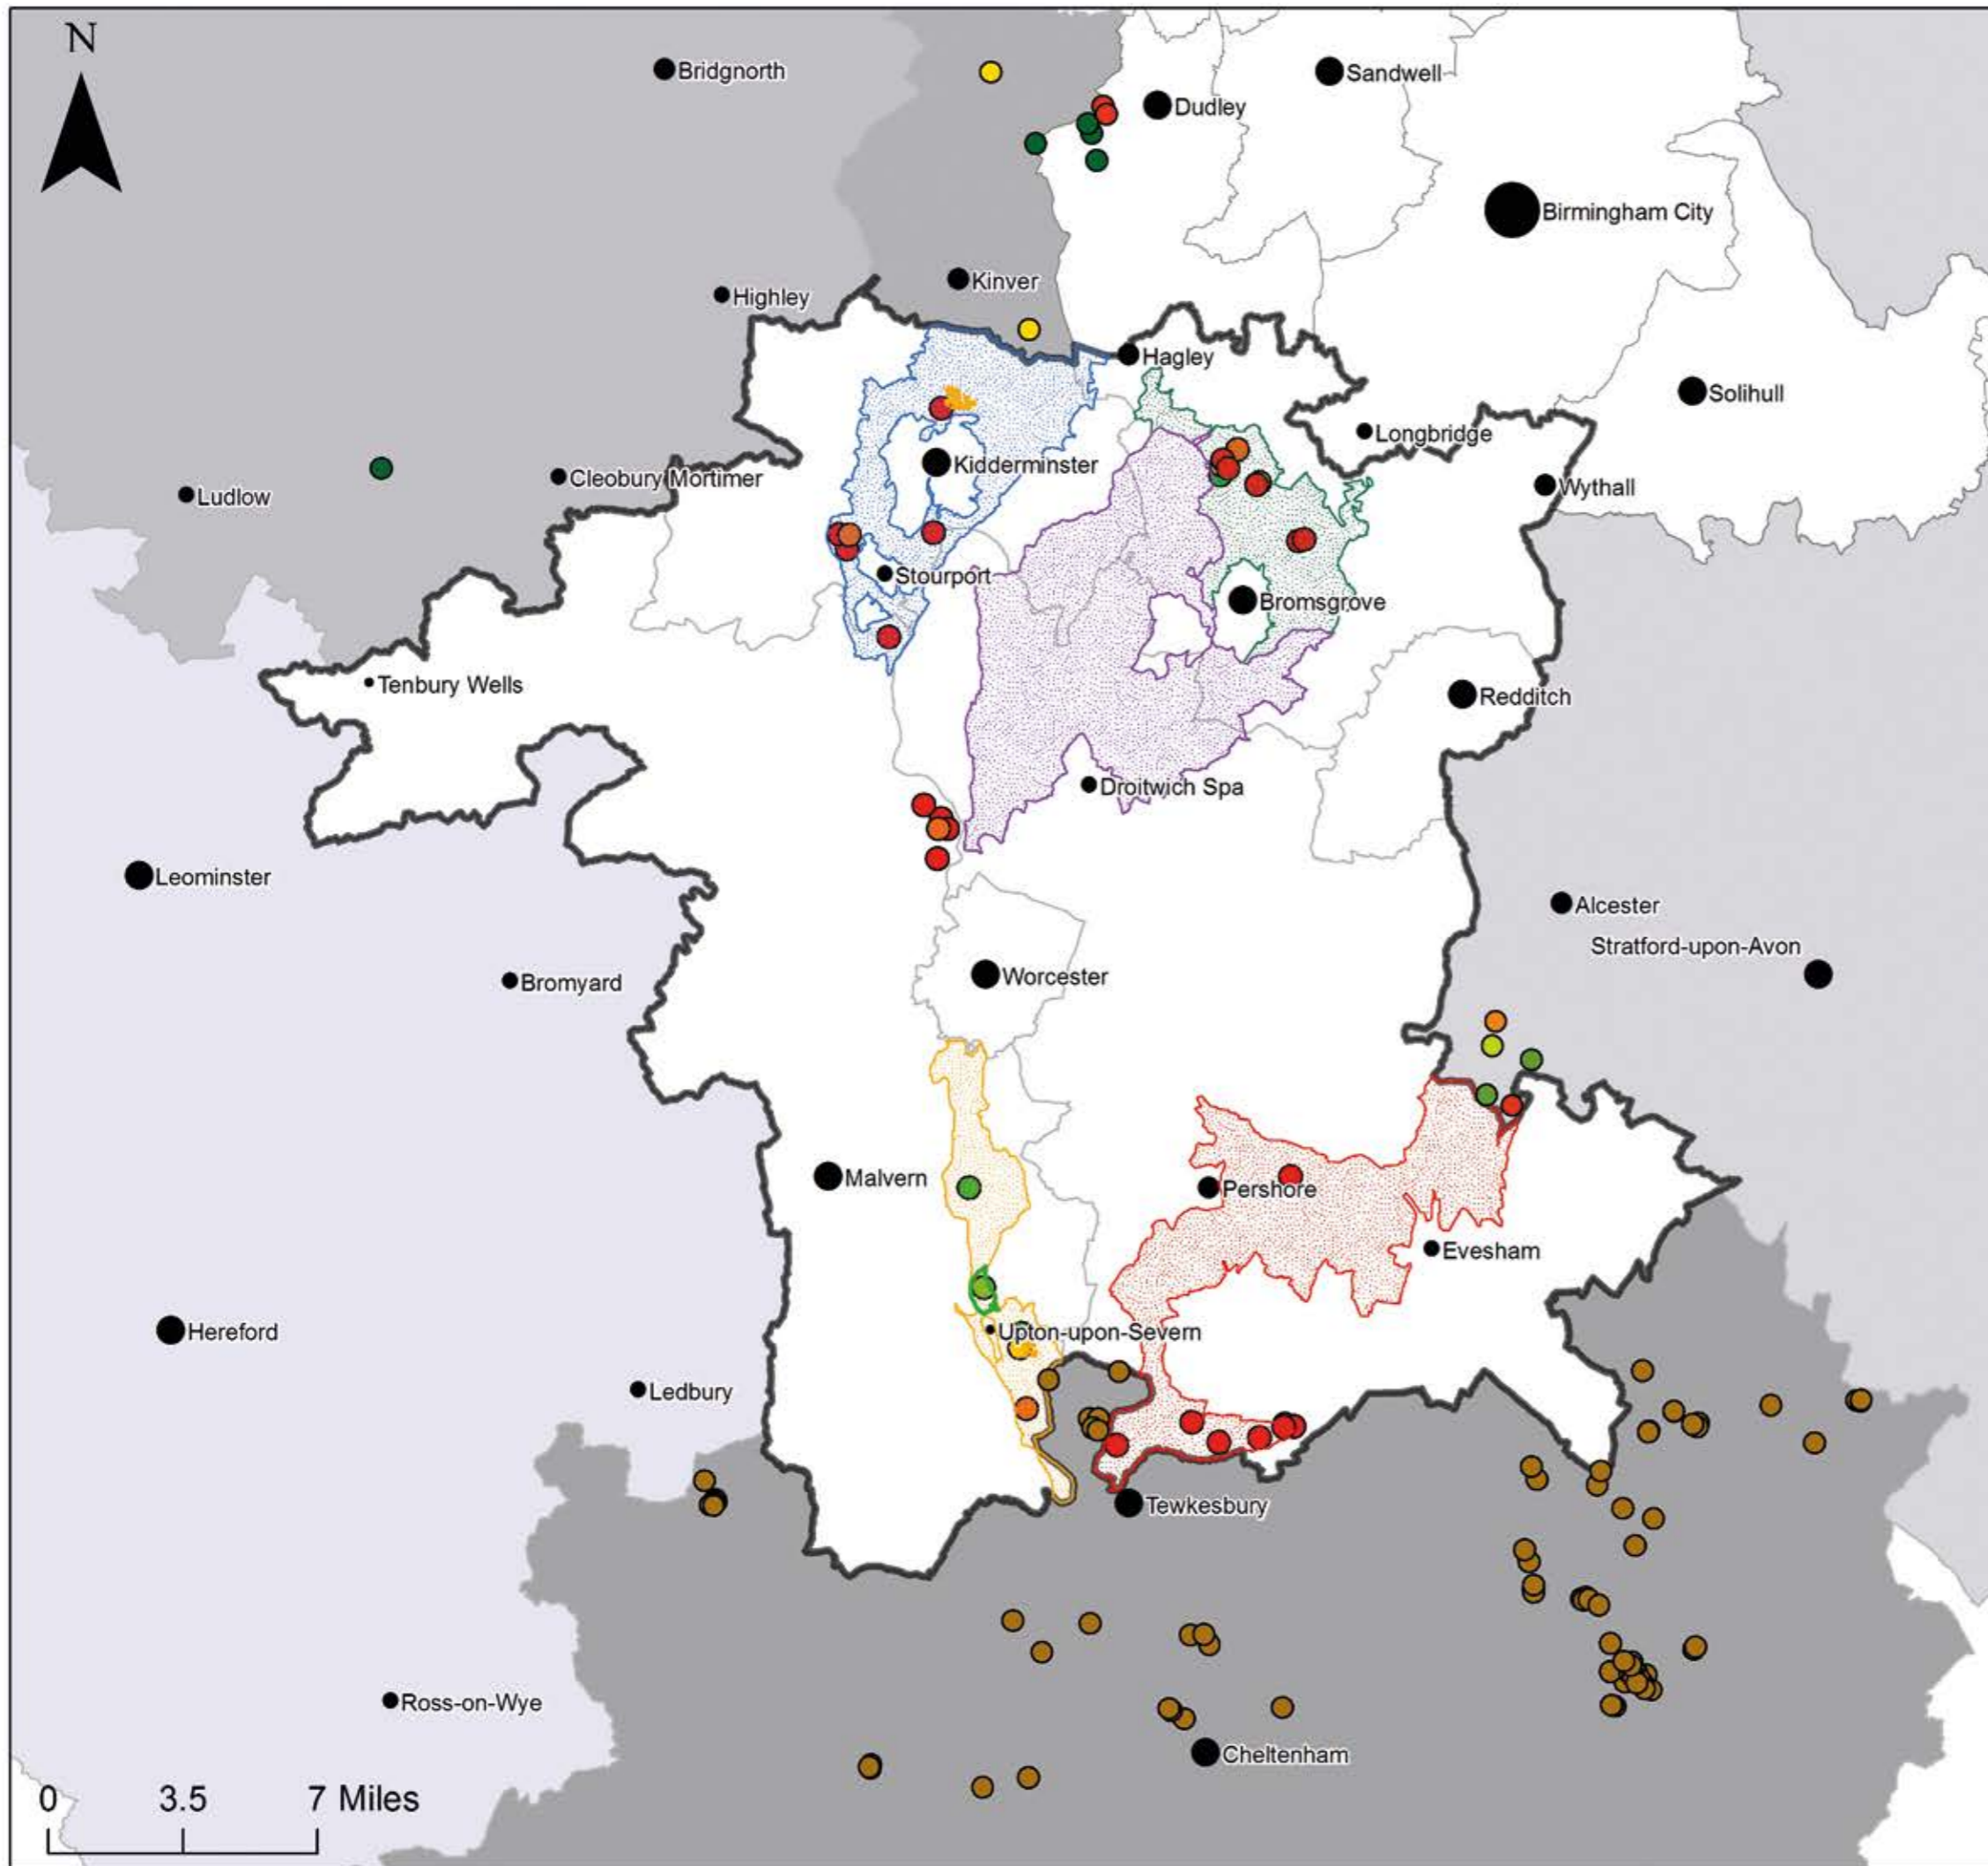 N
Bridgnorth
Sandwell
Dudley
Birmingham City
Kinver
Highley
Hagley
Solihull
Longbridge
Kidderminster
Cleobury Mortimer
Wythall
Ludlow
Stourport
Bromsgrove
Tenbury Wells
Redditch
Droitwich Spa
Leominster
Alcester
Stratford-upon-Avon
Worcester
Bromyard
Malvern
Pershore
Evesham
Hereford
Upton-upon-Severn
Ledbury
Tewkesbury
Ross-on-Wye
Cheltenham
0 3.5 7 Miles